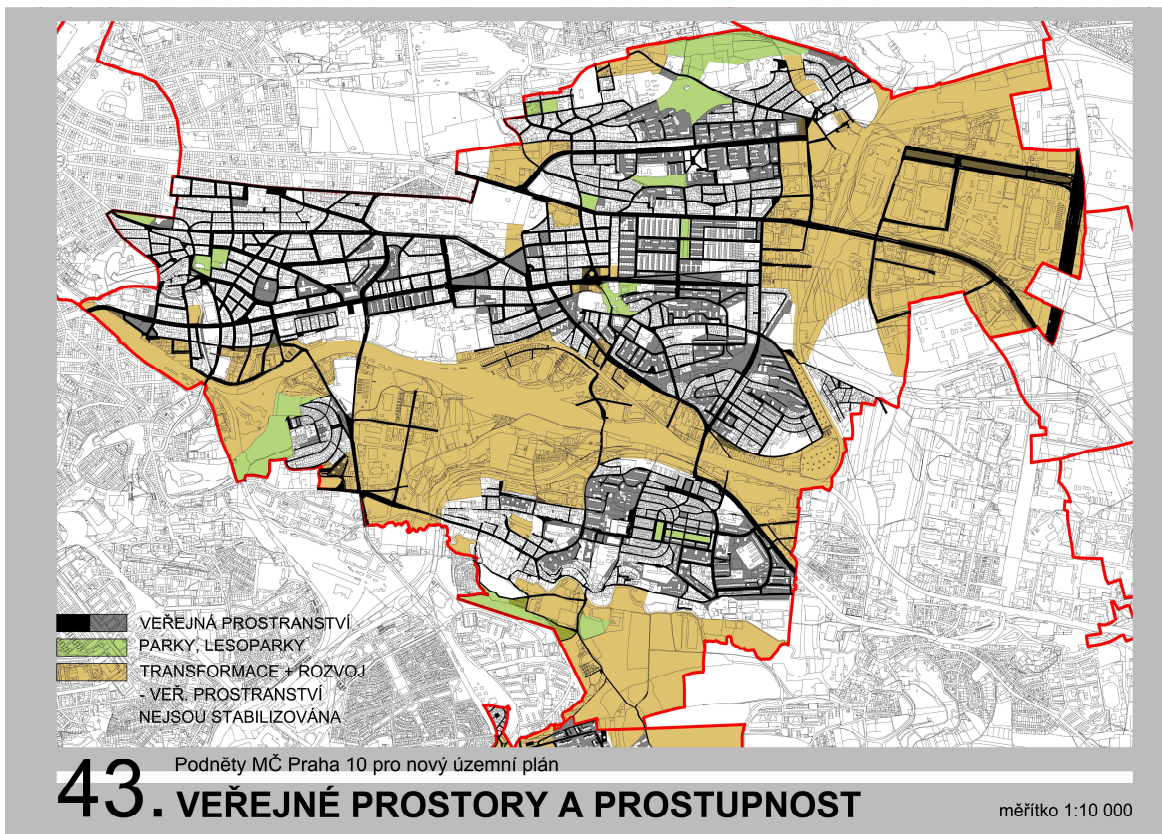 VEŘEJNÁ PROSTRANSTVÍ
PARKY, LESOPARKY
TRANSFORMACE + ROZVOJ
- VEŘ. PROSTRANSTVÍ
NEJSOU STABILIZOVÁNA
Podněty MČ Praha 10 pro nový územní plán
43. VEŘEJNÉ PROSTORY A PROSTUPNOST
měřítko 1:10 000